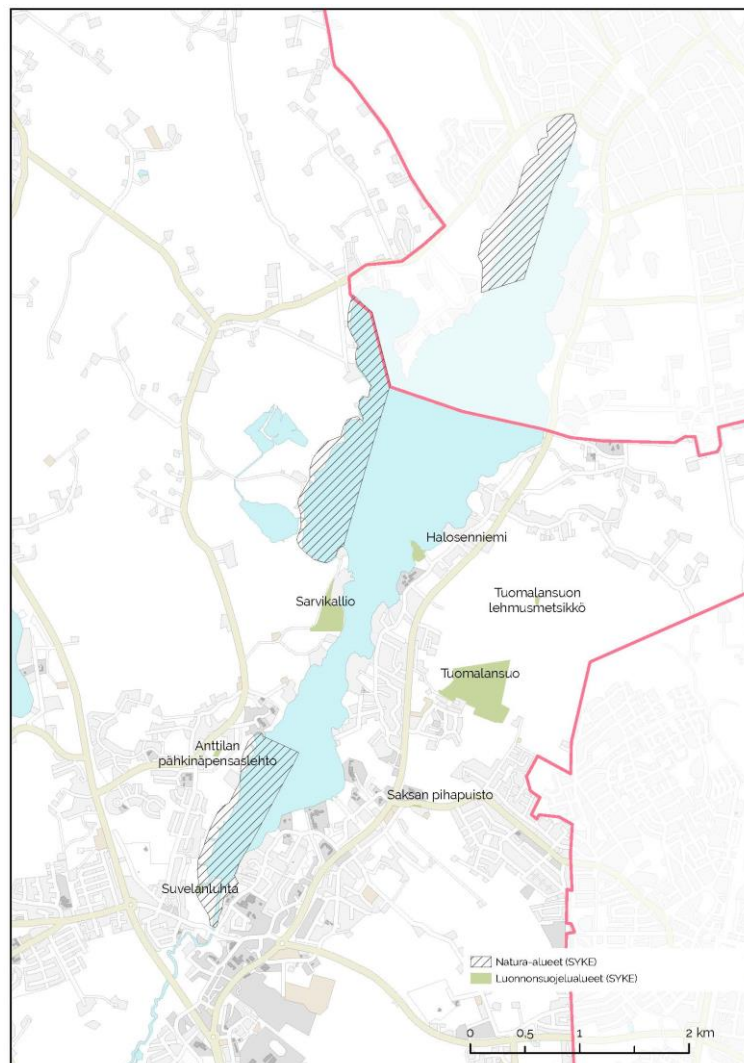 Halosenniemi
Sarvikallio
Tuomalansuon
lehmusmetsikkö
Tuomalansuo
Anttilan
pähkinäpensaslehto
Saksan pihapuisto
Suvelanluhta
Natura-alueet (SYKE)
Luonnonsuojelualueet (SYKE)
0 0,5 1 2 km